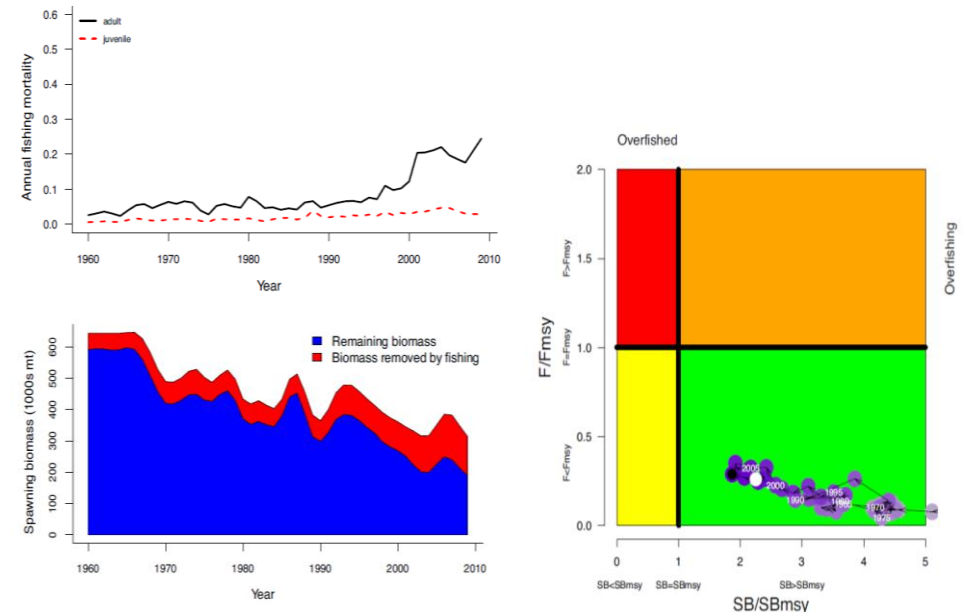 adult
juvenile
Annual fishing mortality
0.6
0.5
0.4
0.3
0.2
0.1
0.0
1960 1970 1980 1990 2000 2010
Year
Remaining biomass
Biomass removed by fishing
Spawning biomass (1000s mt)
600
500
400
300
200
100
0
1960 1970 1980 1990 2000 2010
Year
Overfished
Overfishing
F/Fmsy
F>Fmsy
F=Fmsy
F<Fmsy
2.0
1.5
1.0
0.5
0.0
2000
1990
1995
1970
1975
0 1 2 3 4 5
SB<SBmsy SB=SBmsy SB>SBmsy
SB/SBmsy